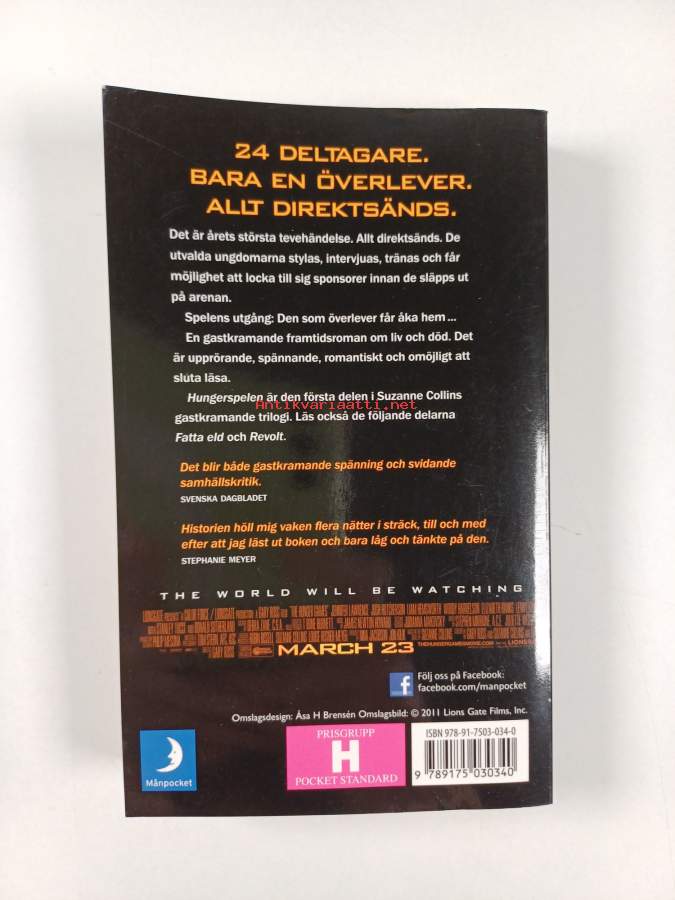 24 DELTAGARE.
BARA EN ÖVERLEVER.
ALLT DIREKTSÄNDS.
Det är årets största tevehändelse. Allt direktsänds. De
utvalda ungdomarna stylas, intervjuas, tränas och får
möjlighet att locka till sig sponsorer innan de släpps ut
på arenan.
Spelens utgång: Den som överlever får åka hem ...
En gastkramande framtidsroman om liv och död. Det
är upprörande, spännande, romantiskt och omöjligt att
sluta läsa.
Hungerspelen är den första delen i Suzanne Collins
Antikvariaatti.net
gastkramande trilogi. Läs också de följande delarna
Fatta eld och Revolt.
Det blir både gastkramande spänning och svidande
samhällskritik.
SVENSKA DAGBLADET
Historien höll mig vaken flera nätter i sträck, till och med
efter att jag läst ut boken och bara låg och tänkte på den.
STEPHANIE MEYER
THE WORLD WILL BE WATCHING
MARCH 23
Följ oss på Facebook:
facebook.com/manpocket
Omslagsdesign: Åsa H Brensén Omslagsbild: © 2011 Lions Gate Films, Inc.
Månpocket
PRISGRUPP
H
POCKET STANDARD
ISBN 978-91-7503-034-0
9 789175 030340